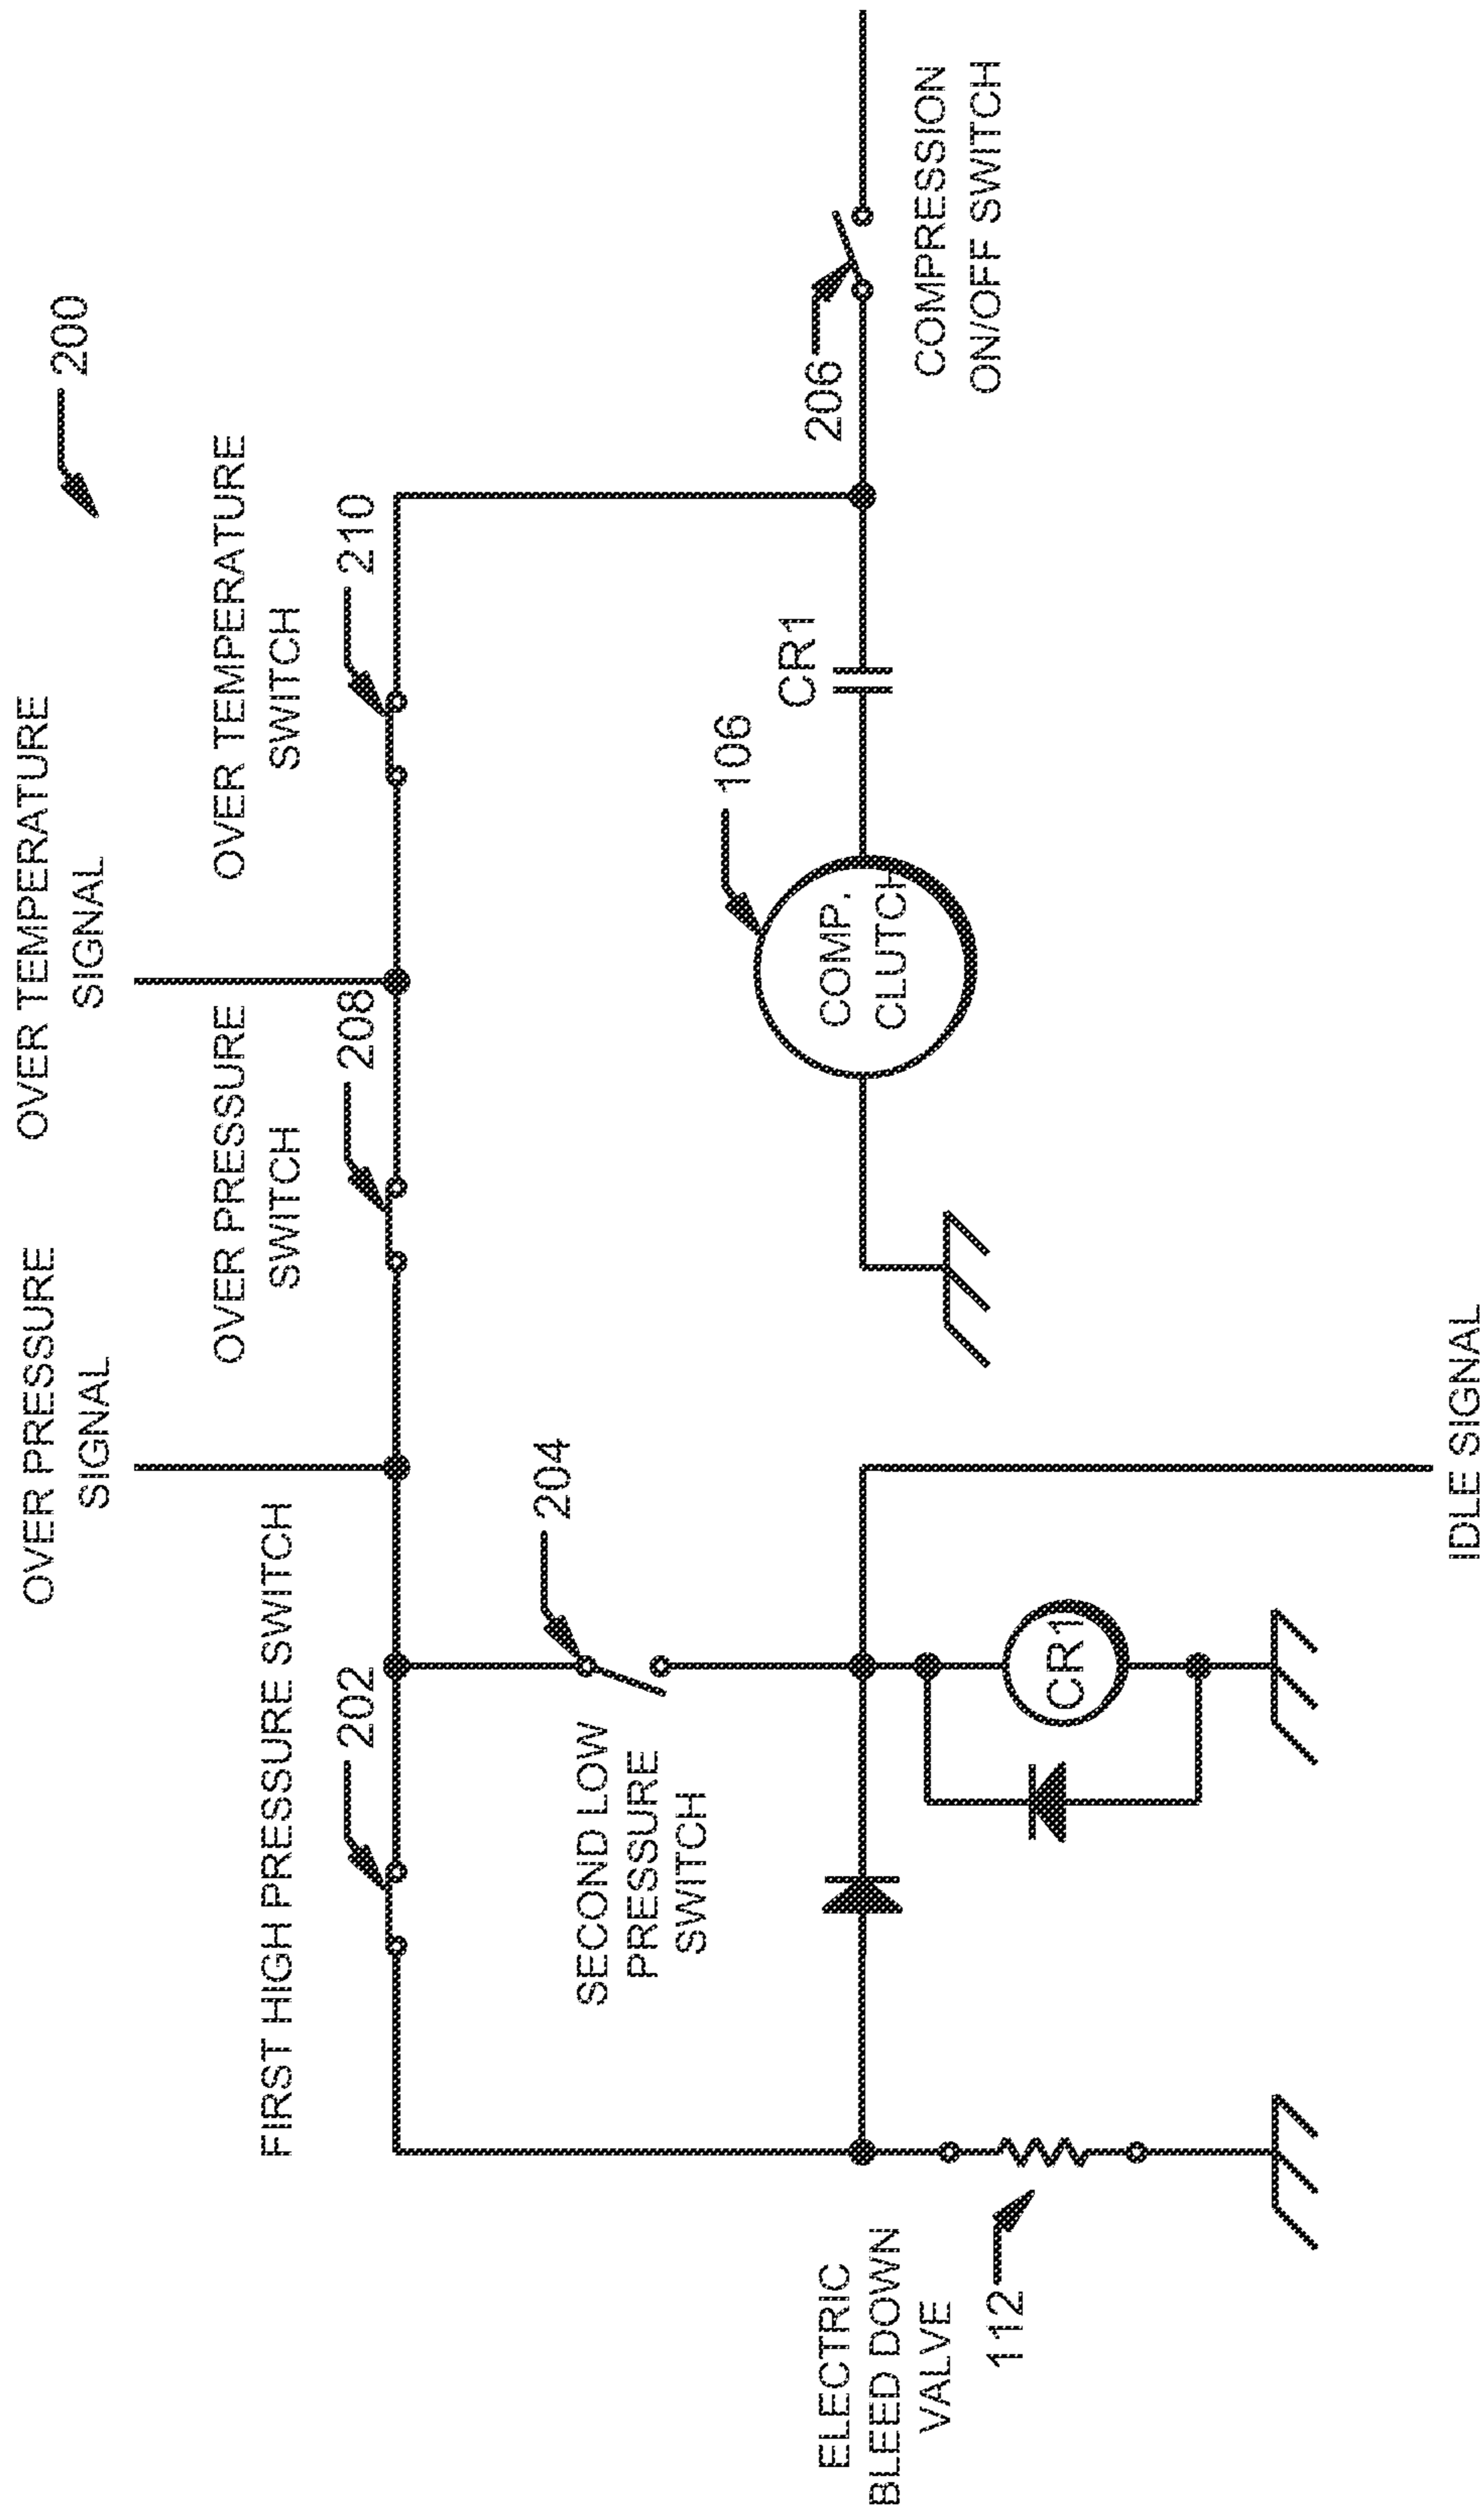 200
OVER PRESSURE
SIGNAL
OVER TEMPERATURE
SIGNAL
FIRST HIGH PRESSURE SWITCH
OVER PRESSURE
SWITCH
OVER TEMPERATURE
SWITCH
202
208
210
204
SECOND LOW
PRESSURE
SWITCH
106
CR1
206
COMP.
CLUTCH
COMPRESSION
ON/OFF SWITCH
ELECTRIC
BLEED DOWN
VALVE
112
CR1
IDLE SIGNAL